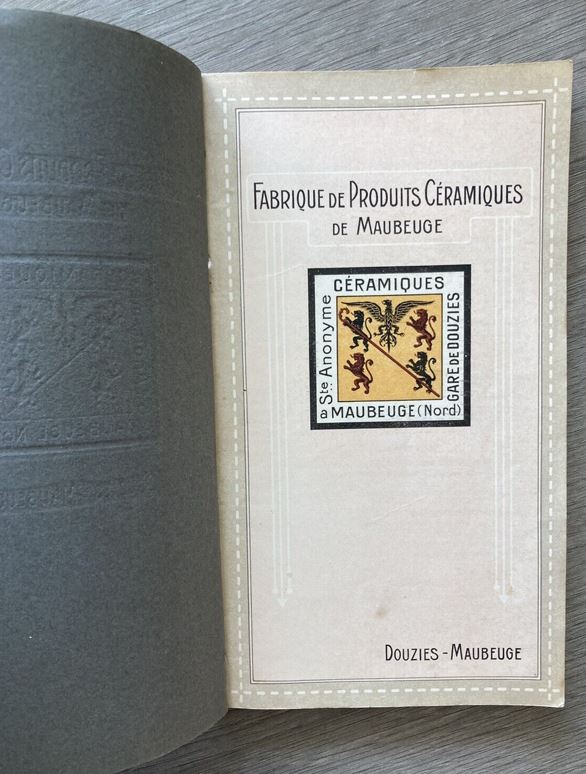 FABRIQUE DE PRODUITS CÉRAMIQUES
DE MAUBEUGE
CÉRAMIQUES
Sté Anonyme
GARE DE DOUZIES
a MAUBEUGE (Nord)
DOUZIES - MAUBEUGE